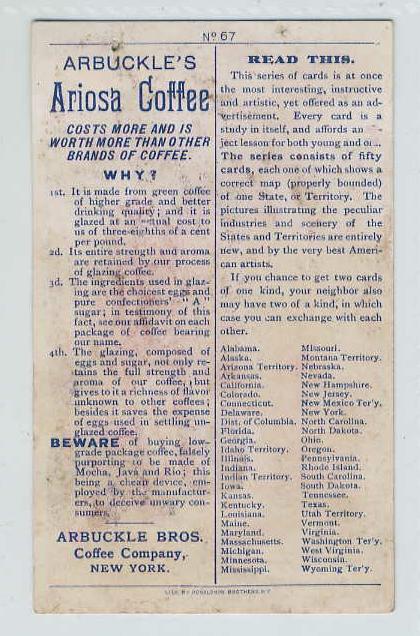 No 67
ARBUCKLE'S
Ariosa Coffee
COSTS MORE AND IS
WORTH MORE THAN OTHER
BRANDS OF COFFEE.
WHY?
1st. It is made from green coffee
of higher grade and better
drinking quality; and it is
glazed at an actual cost to
us of three-eighths of a cent
per pound.
2d. Its entire strength and aroma
are retained by our process
of glazing coffee.
3d. The ingredients used in glaz-
ing are the choicest eggs and
pure confectioners' "A"
sugar; in testimony of this
fact, see our affidavit on each
package of coffee bearing
our name.
4th. The glazing, composed of
eggs and sugar, not only re-
tains the full strength and
aroma of our coffee, but
gives to it a richness of flavor
unknown to other coffees;
besides it saves the expense
of eggs used in settling un-
glazed coffee.
BEWARE of buying low-
grade package coffee, falsely
purporting to be made of
Mocha, Java and Rio; this
being a cheap device, em-
ployed by the manufactur-
ers, to deceive unwary con-
sumers.
ARBUCKLE BROS.
Coffee Company,
NEW YORK.
READ THIS.
This series of cards is at once
the most interesting, instructive
and artistic, yet offered as an ad-
vertisement. Every card is a
study in itself, and affords an
ject lesson for both young and
The series consists of fifty
cards, each one of which shows a
correct map (properly bounded)
of one State, or Territory. The
pictures illustrating the peculiar
industries and scenery of the
States and Territories are entirely
new, and by the very best Ameri-
can artists.
If you chance to get two cards
of one kind, your neighbor also
may have two of a kind, in which
case you can exchange with each
other.
Alabama. Missouri.
Alaska. Montana Territory.
Arizona Territory. Nebraska.
Arkansas. Nevada.
California. New Hampshire.
Colorado. New Jersey.
Connecticut. New Mexico Ter'y.
Delaware. New York.
Dist. of Columbia. North Carolina.
Florida. North Dakota.
Georgia. Ohio.
Idaho Territory. Oregon.
Illinois. Pennsylvania.
Indiana. Rhode Island.
Indian Territory. South Carolina.
Iowa. South Dakota.
Kansas. Tennessee.
Kentucky. Texas.
Louisiana. Utah Territory.
Maine. Vermont.
Maryland. Virginia.
Massachusetts. Washington Ter'y.
Michigan. West Virginia.
Minnesota. Wisconsin.
Mississippi. Wyoming Ter'y.
LITH. BY DONALDSON BROTHERS, N.Y.